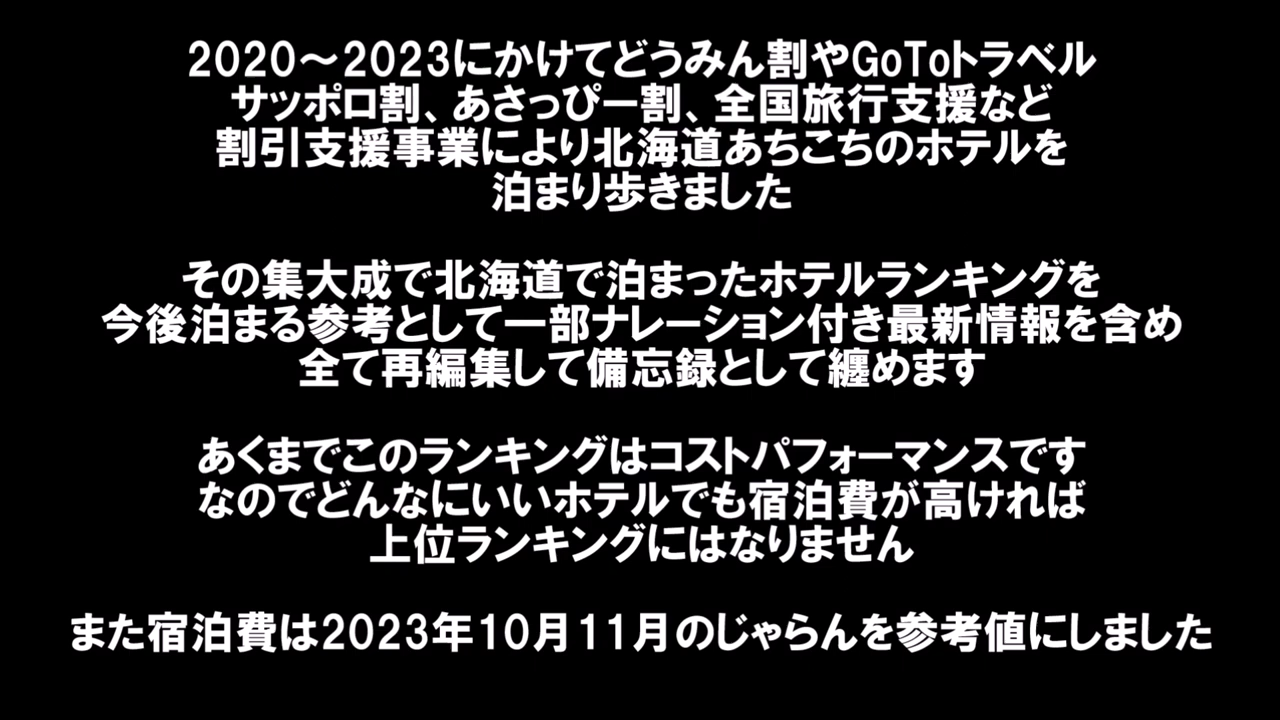 2020～2023にかけてどうみん割やGoToトラベル
サッポロ割、あさっぴー割、全国旅行支援など
割引支援事業により北海道あちこちのホテルを
泊まり歩きました
その集大成で北海道で泊まったホテルランキングを
今後泊まる参考として一部ナレーション付き最新情報を含め
全て再編集して備忘録として纏めます
あくまでこのランキングはコストパフォーマンスです
なのでどんなにいいホテルでも宿泊費が高ければ
上位ランキングにはなりません
また宿泊費は2023年10月11月のじゃらんを参考値にしました